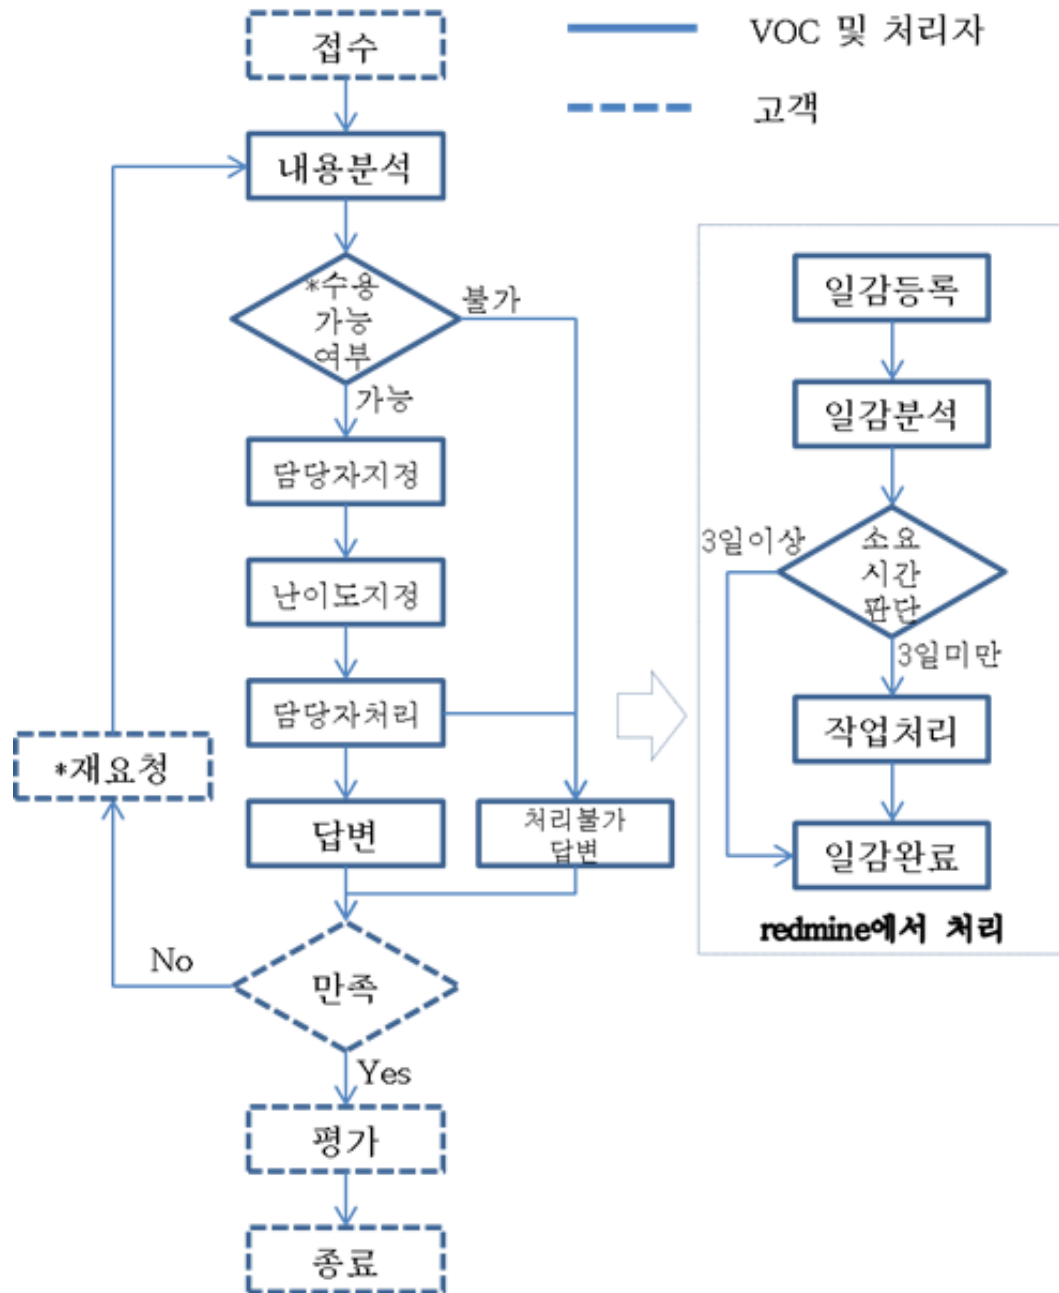 접수
VOC 및 처리자
고객
내용분석
*수용
가능
여부
불가
가능
담당자지정
난이도지정
담당자처리
*재요청
답변
처리불가
답변
No
만족
Yes
평가
종료
일감등록
일감분석
3일이상
소요
시간
판단
3일미만
작업처리
일감완료
redmine에서 처리